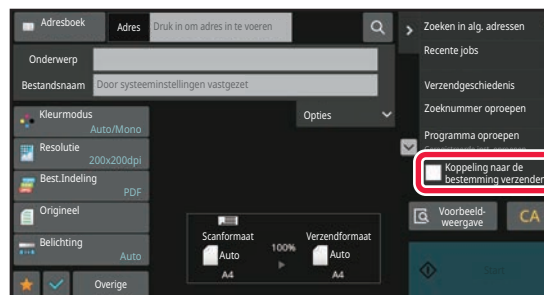 Adresboek
Adres
Druk in om adres in te voeren
Onderwerp
Bestandsnaam
Door systeeminstellingen vastgezet
Kleurmodus
Auto/Mono
Resolutie
200x200dpi
Best.Indeling
PDF
Origineel
Belichting
Auto
Overige
Opties
Scanformaat
Auto
A4
100%
Verzendformaat
Auto
A4
Zoeken in alg. adressen
Recente jobs
Verzendgeschiedenis
Zoeknummer oproepen
Programma oproepen
Koppeling naar de
bestemming verzenden
Voorbeeld-
weergave
CA
Start